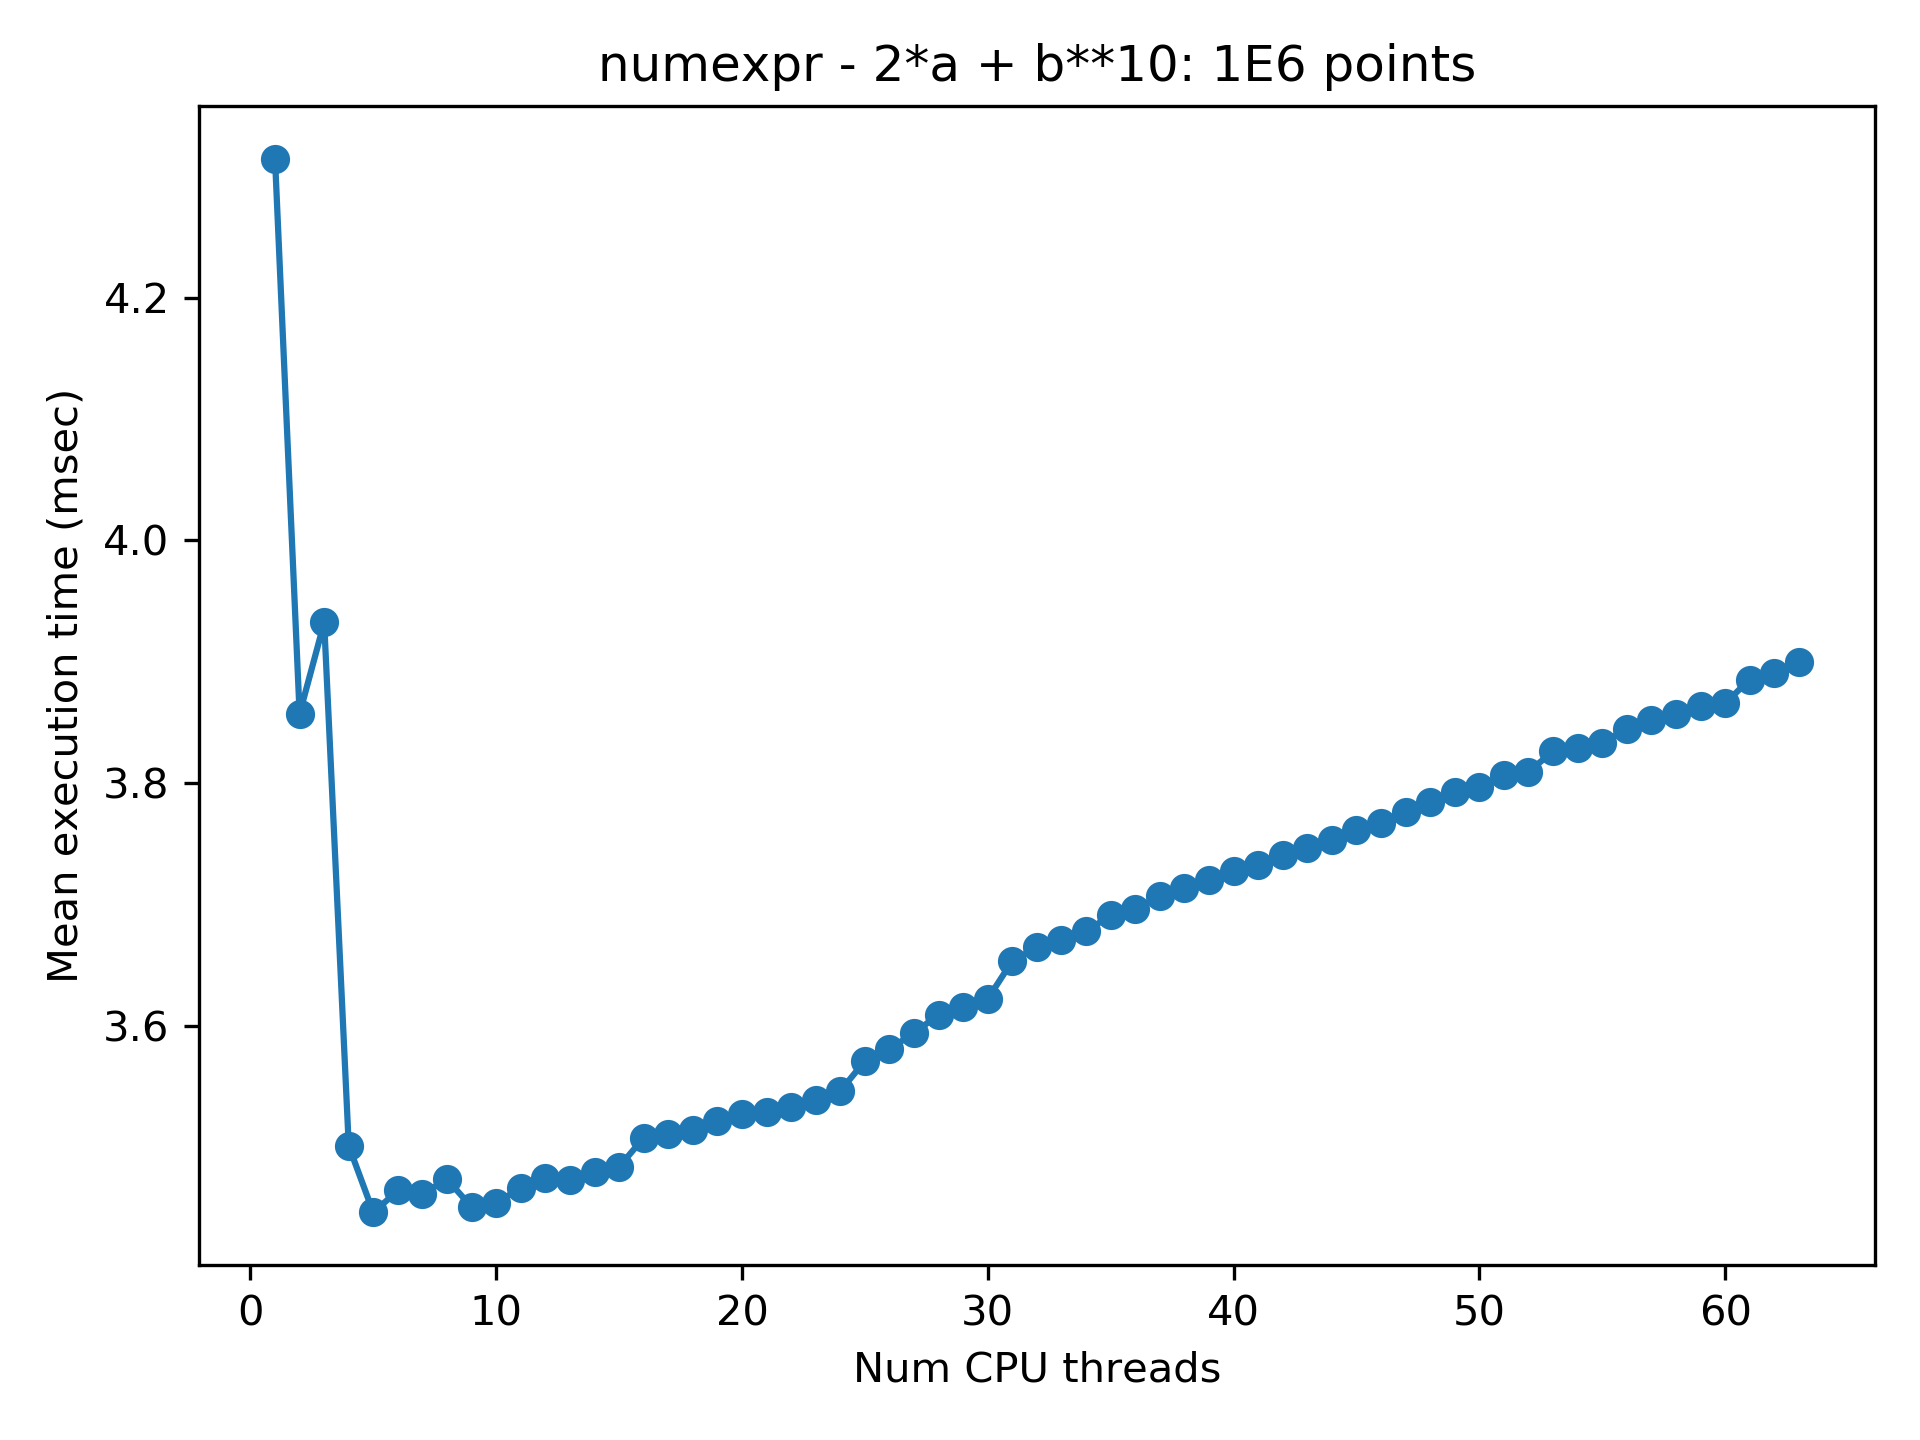 numexpr - 2*a + b**10: 1E6 points
Mean execution time (msec)
4.2
4.0
3.8
3.6
0 10 20 30 40 50 60
Num CPU threads